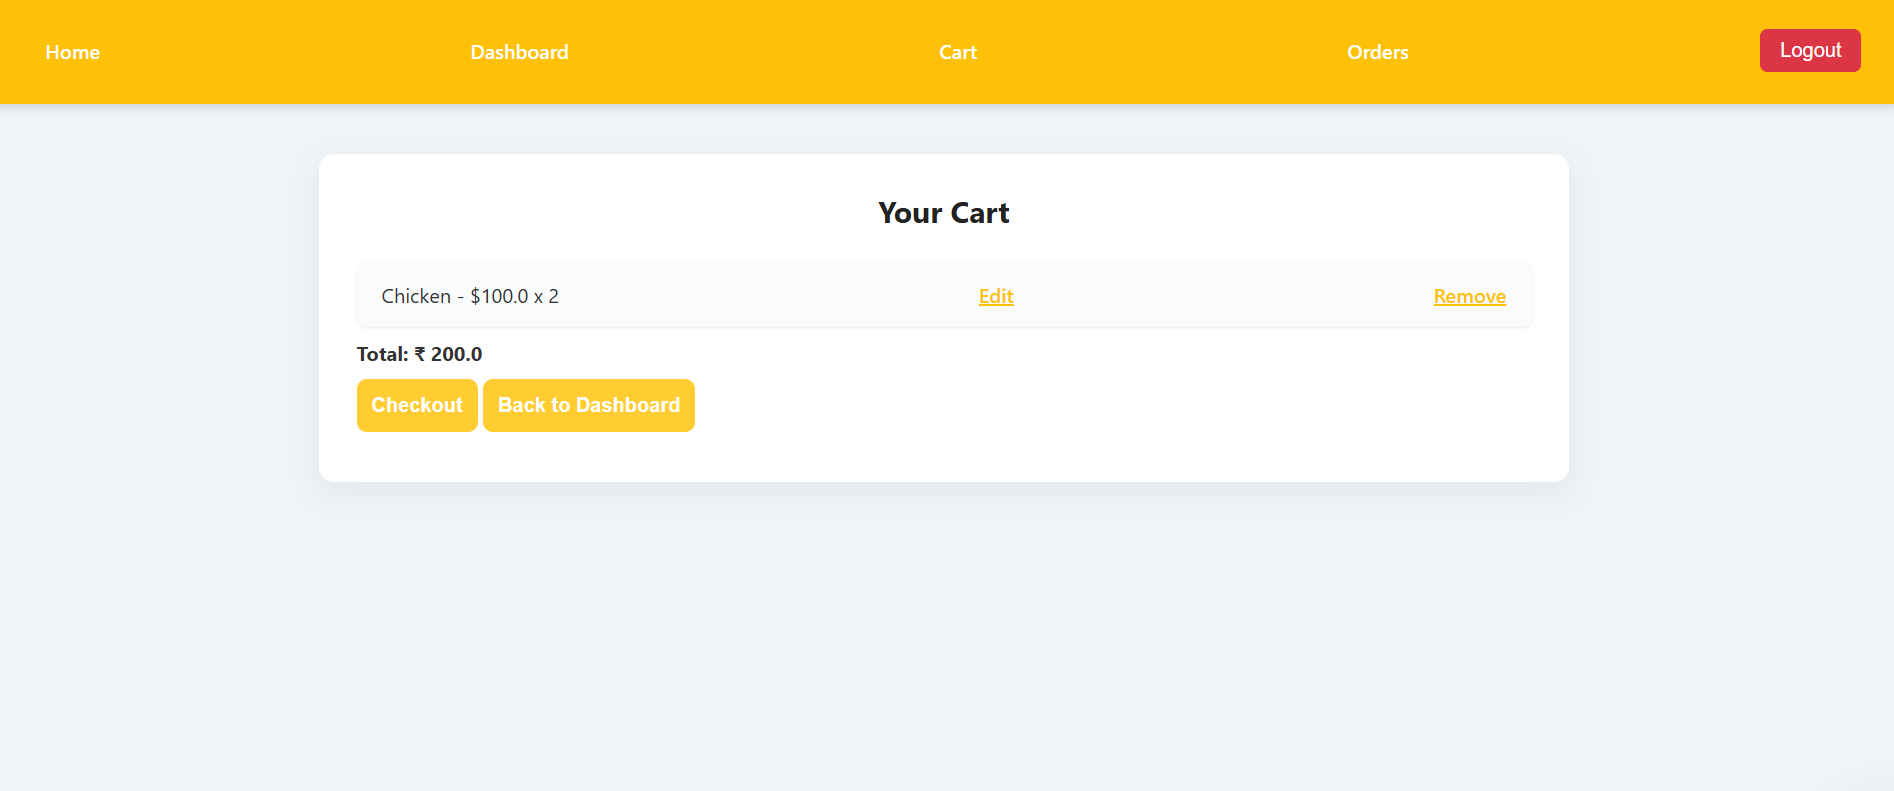 Home Dashboard Cart Orders Logout
Your Cart
Chicken - $100.0 x 2 Edit Remove
Total: ₹ 200.0
Checkout Back to Dashboard